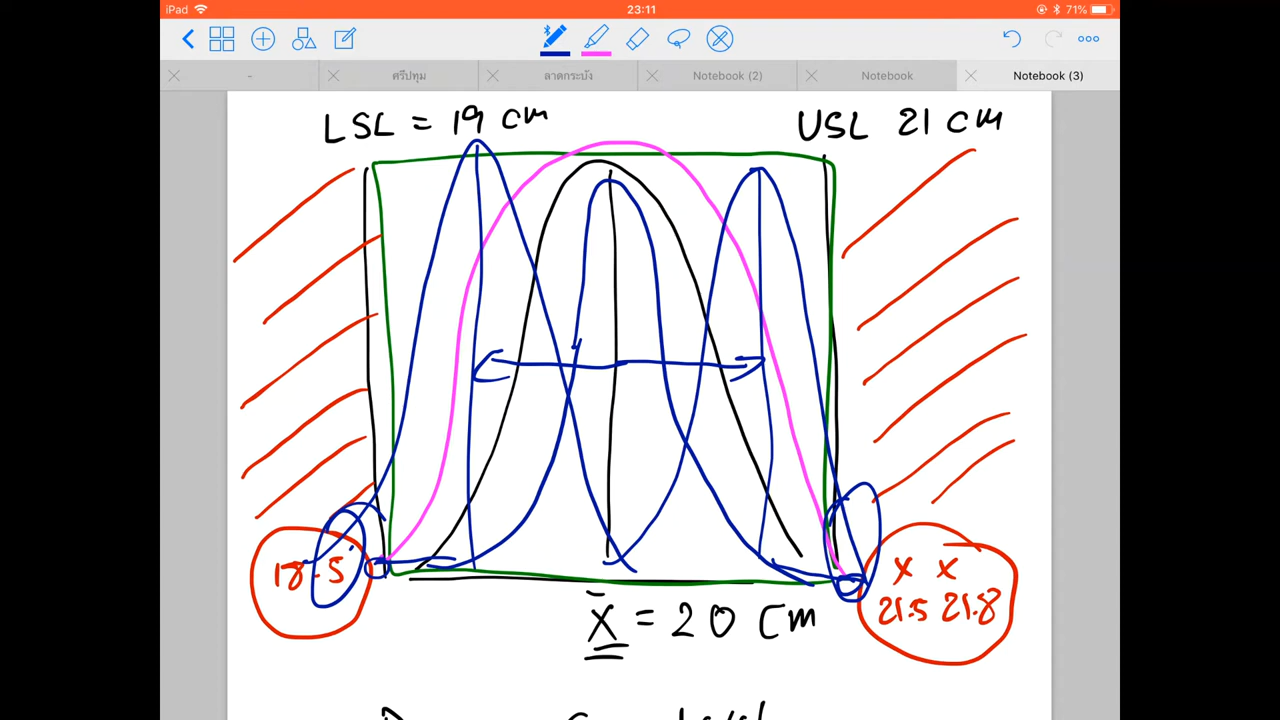 iPad 23:11 71%
- ศรีปทุม ลาดกระบัง Notebook (2) Notebook Notebook (3)
LSL = 19 cm USL 21 cm
18.5 x x
21.5 21.8
x̄ = 20 cm